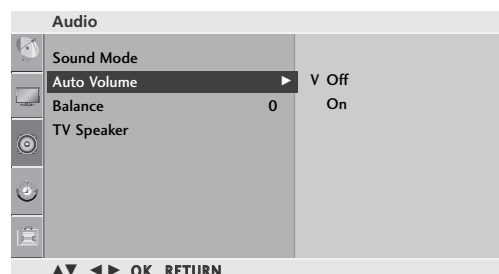 Audio
Sound Mode
Auto Volume ► V Off
On
Balance 0
TV Speaker
▲▼ ◄ ► OK RETURN